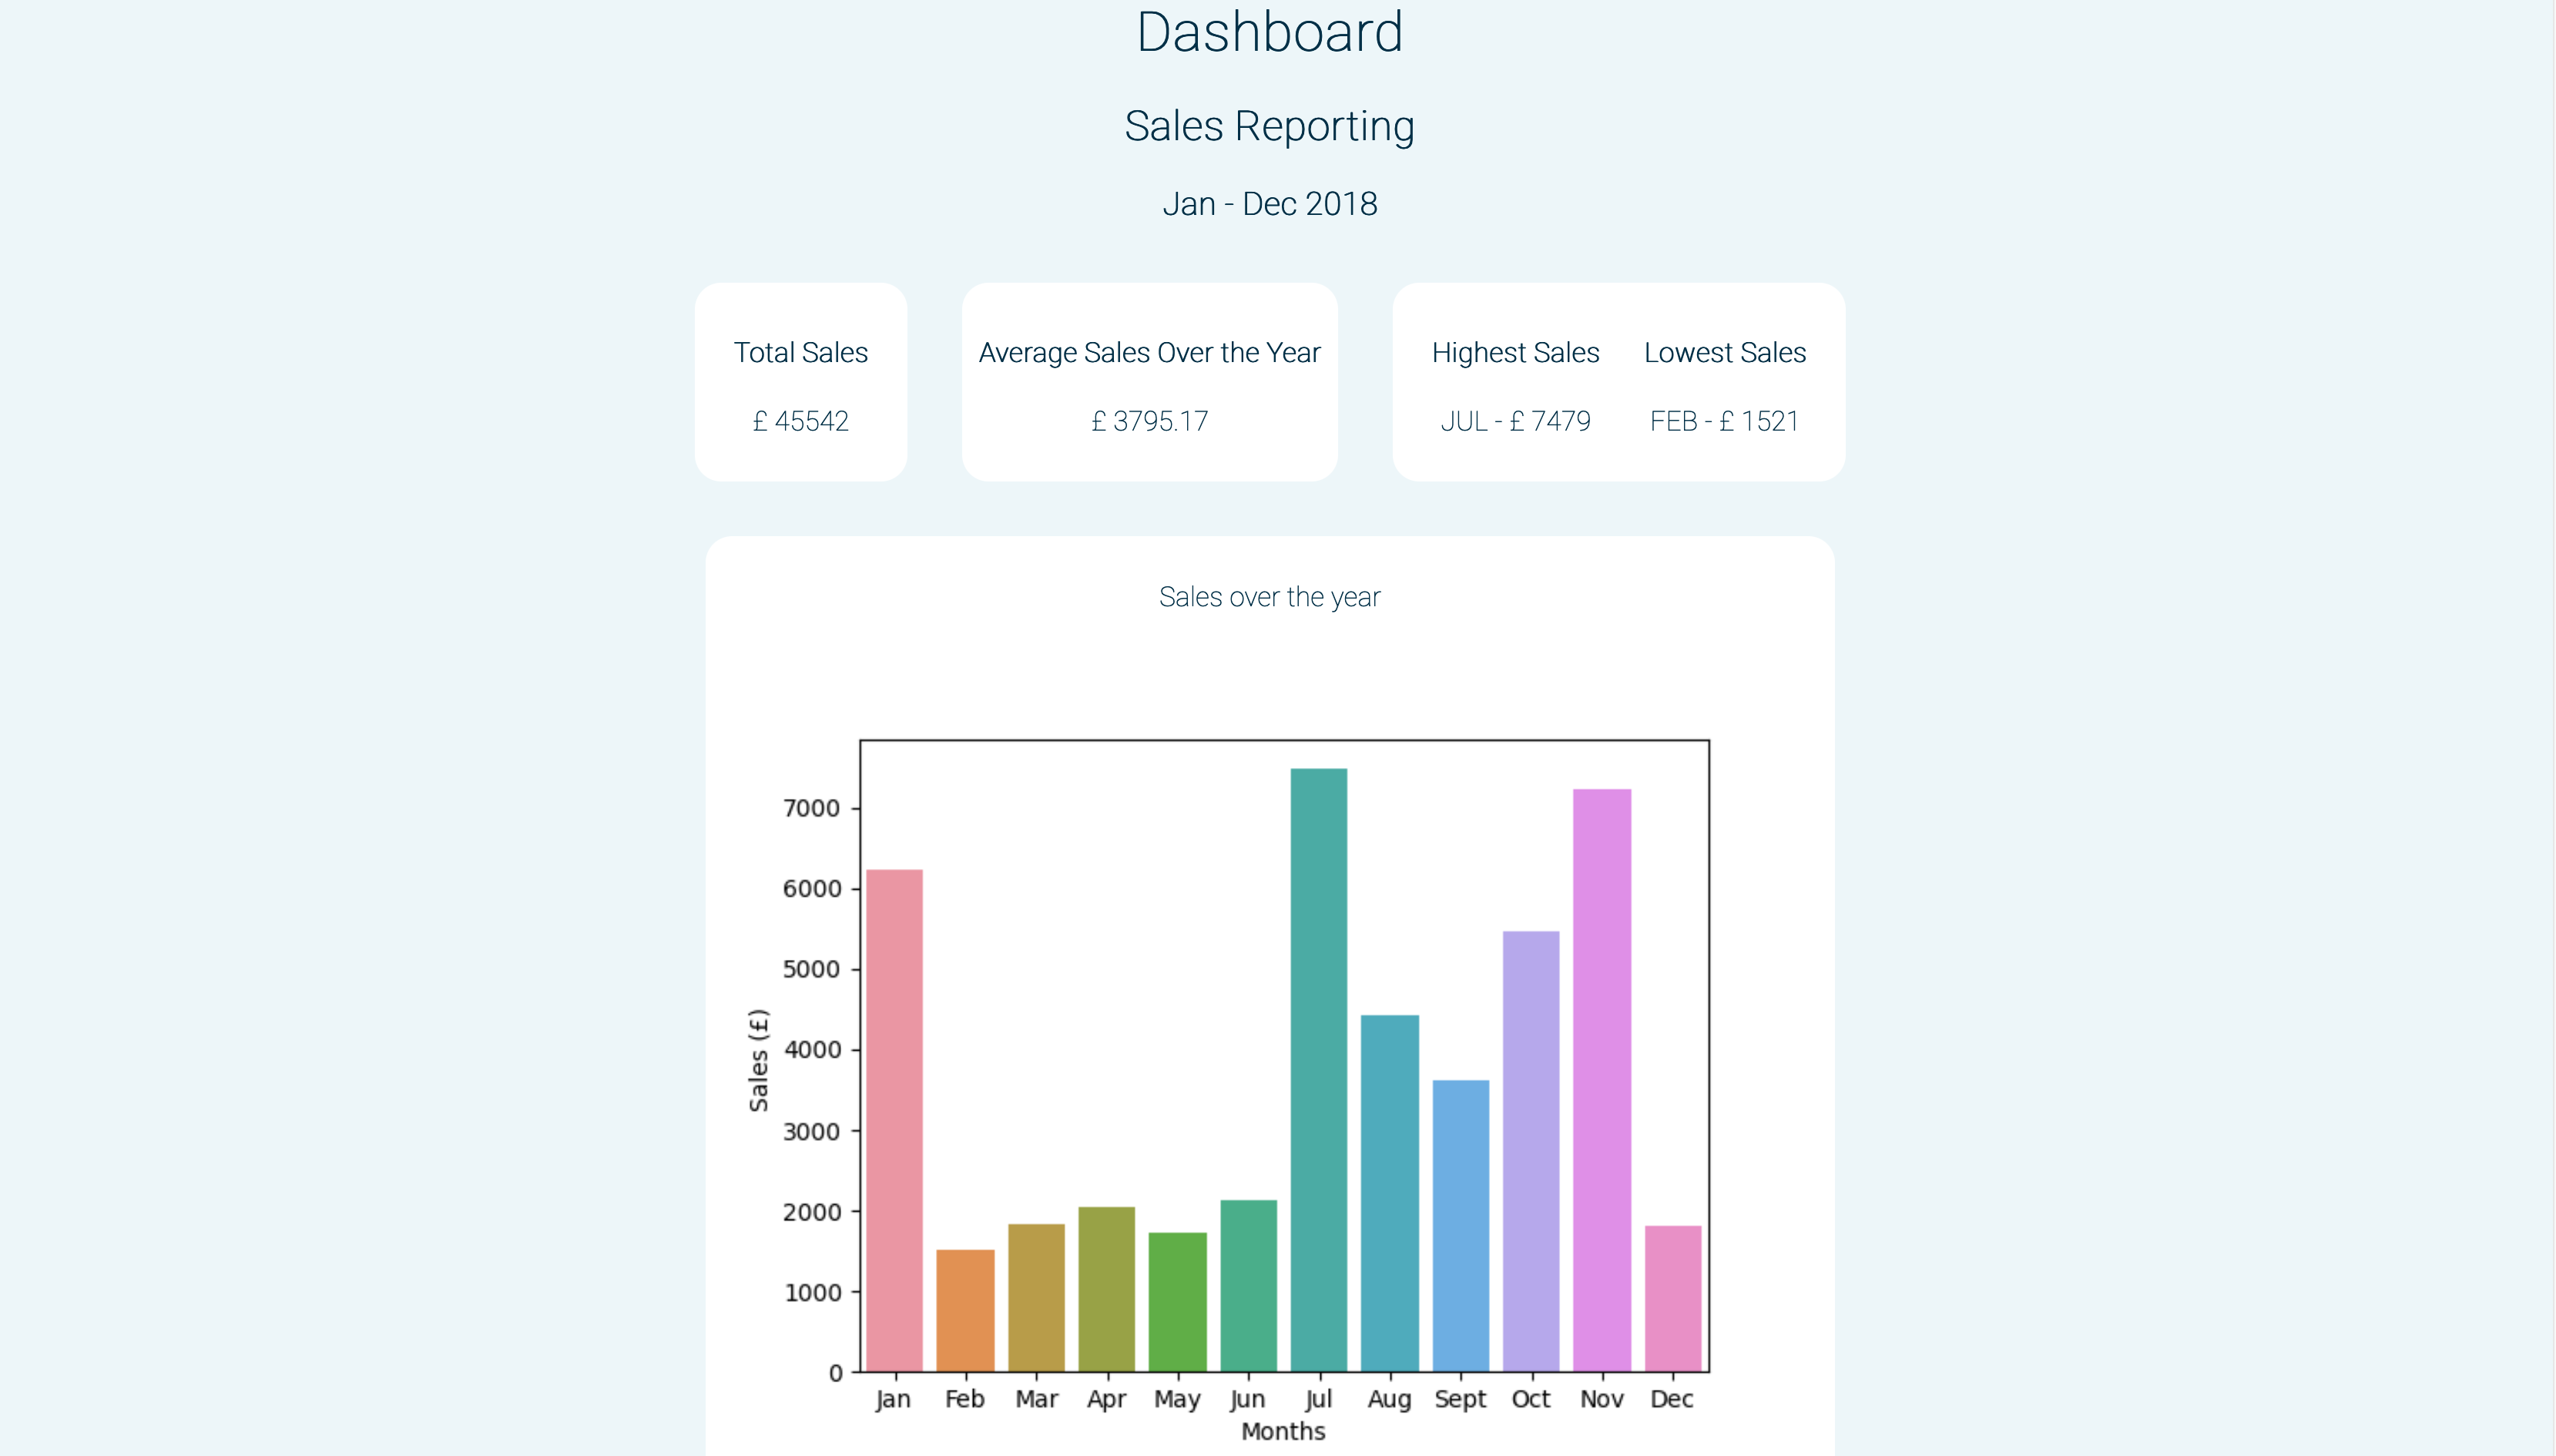 Dashboard
Sales Reporting
Jan - Dec 2018
Total Sales
£ 45542
Average Sales Over the Year
£ 3795.17
Highest Sales Lowest Sales
JUL - £ 7479 FEB - £ 1521
Sales over the year
7000
6000
5000
4000
3000
2000
1000
0
Sales (£)
Jan Feb Mar Apr May Jun Jul Aug Sept Oct Nov Dec
Months